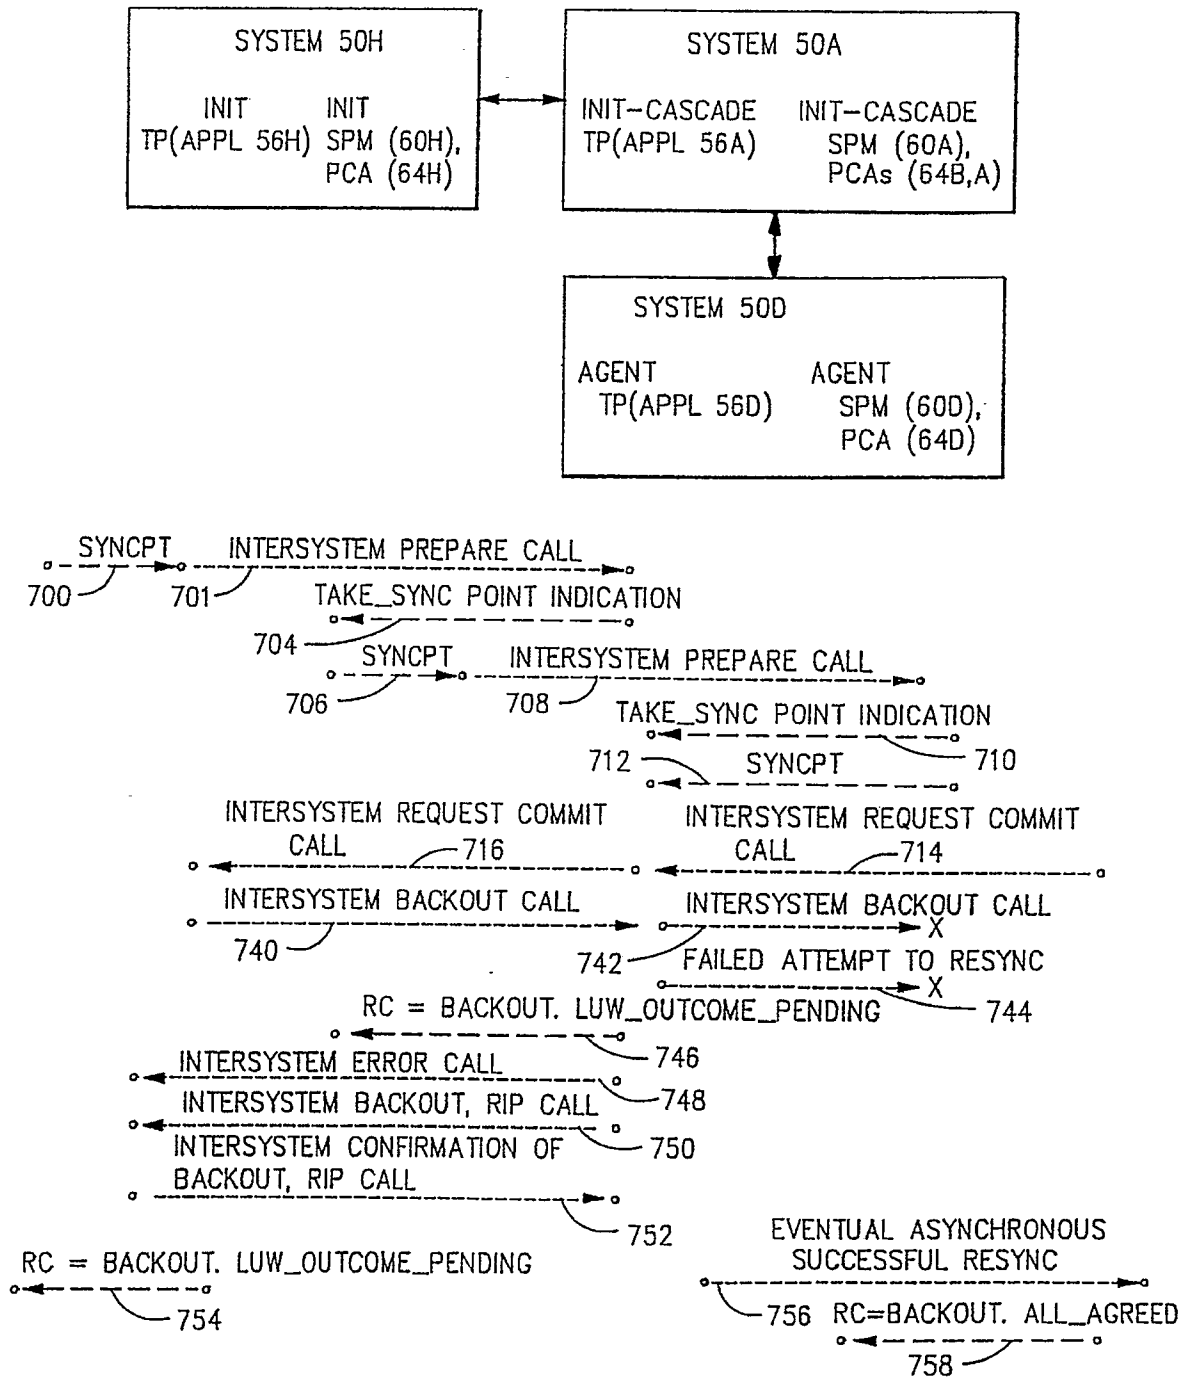 SYSTEM 50H
INIT INIT
TP(APPL 56H) SPM (60H),
PCA (64H)
SYSTEM 50A
INIT-CASCADE INIT-CASCADE
TP(APPL 56A) SPM (60A),
PCAs (64B,A)
SYSTEM 50D
AGENT AGENT
TP(APPL 56D) SPM (60D),
PCA (64D)
SYNCPT INTERSYSTEM PREPARE CALL
700 701
TAKE_SYNC POINT INDICATION
704
SYNCPT INTERSYSTEM PREPARE CALL
706 708
TAKE_SYNC POINT INDICATION
710
712 SYNCPT
INTERSYSTEM REQUEST COMMIT
CALL 716
INTERSYSTEM REQUEST COMMIT
CALL 714
INTERSYSTEM BACKOUT CALL
740
INTERSYSTEM BACKOUT CALL
X
742
FAILED ATTEMPT TO RESYNC
X
744
RC = BACKOUT. LUW_OUTCOME_PENDING
746
INTERSYSTEM ERROR CALL
748
INTERSYSTEM BACKOUT, RIP CALL
750
INTERSYSTEM CONFIRMATION OF
BACKOUT, RIP CALL
752
RC = BACKOUT. LUW_OUTCOME_PENDING
754
EVENTUAL ASYNCHRONOUS
SUCCESSFUL RESYNC
756
RC=BACKOUT. ALL_AGREED
758